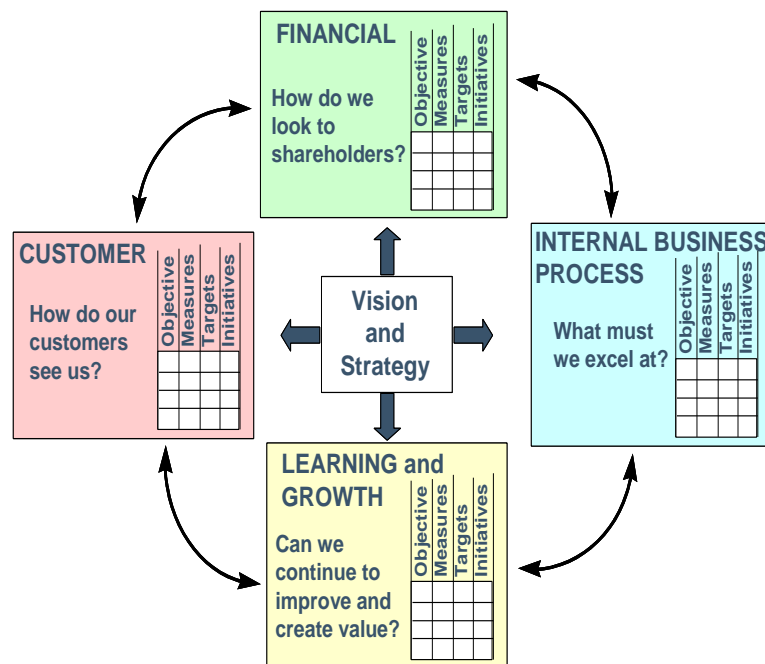 FINANCIAL
How do we
look to
shareholders?
Objective
Measures
Targets
Initiatives
CUSTOMER
How do our
customers
see us?
Objective
Measures
Targets
Initiatives
Vision
and
Strategy
INTERNAL BUSINESS
PROCESS
What must
we excel at?
Objective
Measures
Targets
Initiatives
LEARNING and
GROWTH
Can we
continue to
improve and
create value?
Objective
Measures
Targets
Initiatives